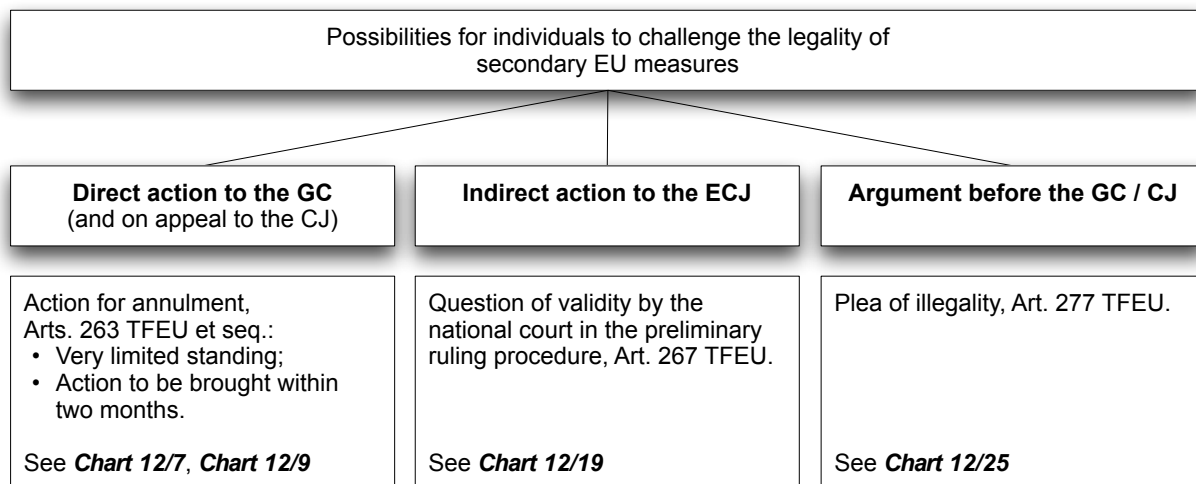 Possibilities for individuals to challenge the legality of
secondary EU measures
Direct action to the GC
(and on appeal to the CJ)
Indirect action to the ECJ
Argument before the GC / CJ
Action for annulment,
Arts. 263 TFEU et seq.:
• Very limited standing;
• Action to be brought within
two months.
See Chart 12/7, Chart 12/9
Question of validity by the
national court in the preliminary
ruling procedure, Art. 267 TFEU.
See Chart 12/19
Plea of illegality, Art. 277 TFEU.
See Chart 12/25